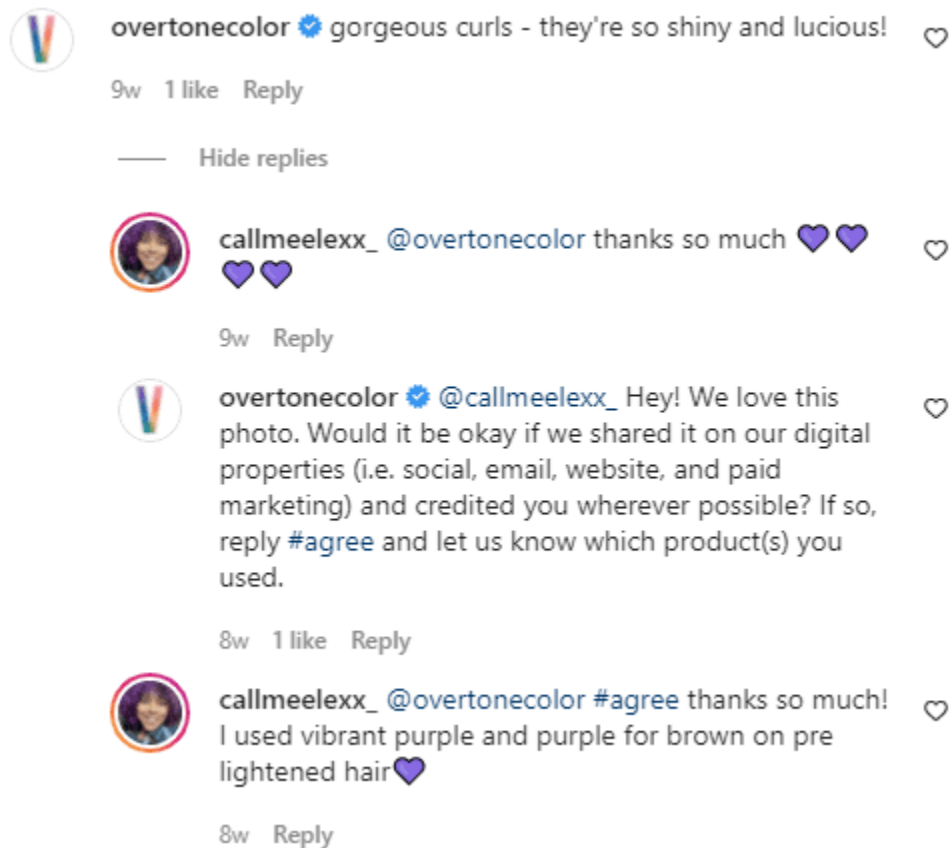 overtonecolor gorgeous curls - they're so shiny and lucious!
9w 1 like Reply
Hide replies
callmeelexx_ @overtonecolor thanks so much 💜💜
💜💜
9w Reply
overtonecolor @callmeelexx_ Hey! We love this
photo. Would it be okay if we shared it on our digital
properties (i.e. social, email, website, and paid
marketing) and credited you wherever possible? If so,
reply #agree and let us know which product(s) you
used.
8w 1 like Reply
callmeelexx_ @overtonecolor #agree thanks so much!
I used vibrant purple and purple for brown on pre
lightened hair💜
8w Reply